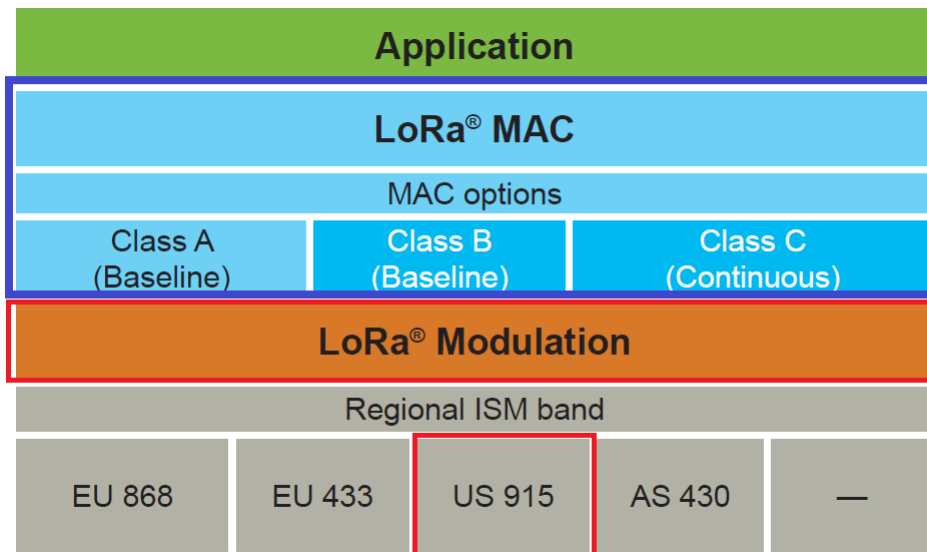 Application
LoRa® MAC
MAC options
Class A
(Baseline)
Class B
(Baseline)
Class C
(Continuous)
LoRa® Modulation
Regional ISM band
EU 868
EU 433
US 915
AS 430
—